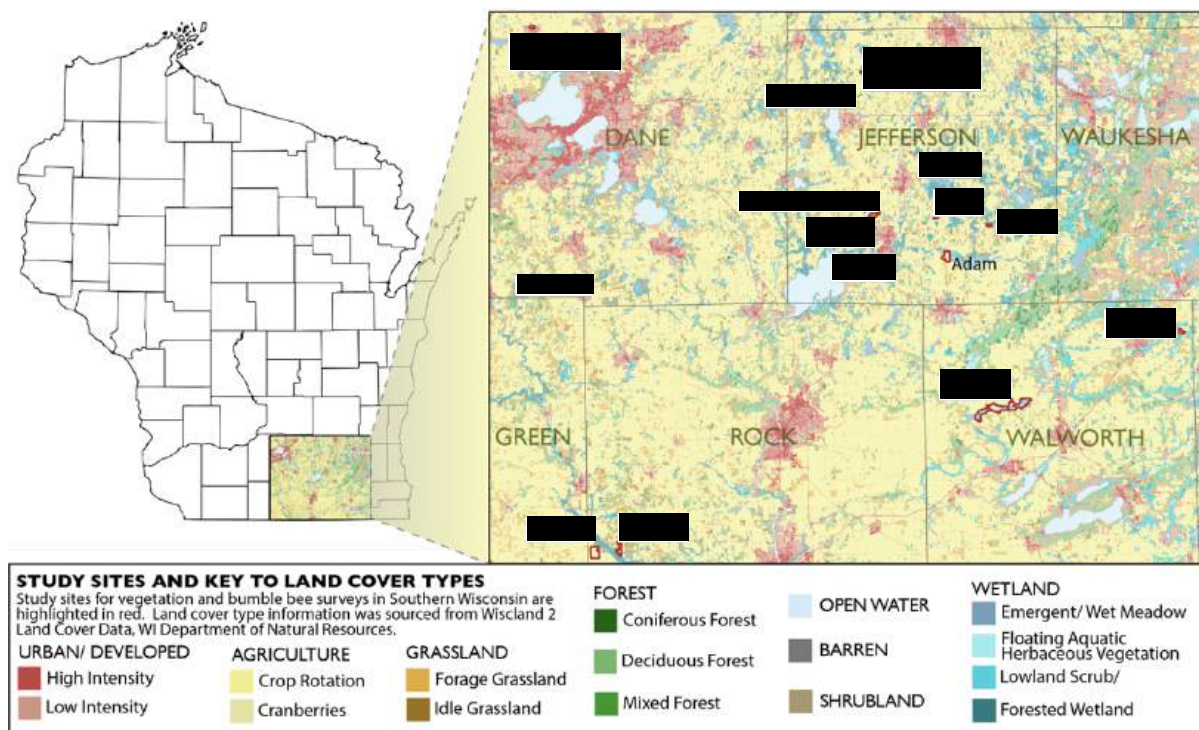 DANE
JEFFERSON
WAUKESHA
Adam
GREEN
ROCK
WALWORTH
STUDY SITES AND KEY TO LAND COVER TYPES
Study sites for vegetation and bumble bee surveys in Southern Wisconsin are
highlighted in red. Land cover type information was sourced from Wiscland 2
Land Cover Data, WI Department of Natural Resources.
URBAN/ DEVELOPED
High Intensity
Low Intensity
AGRICULTURE
Crop Rotation
Cranberries
GRASSLAND
Forage Grassland
Idle Grassland
FOREST
Coniferous Forest
Deciduous Forest
Mixed Forest
OPEN WATER
BARREN
SHRUBLAND
WETLAND
Emergent/ Wet Meadow
Floating Aquatic
Herbaceous Vegetation
Lowland Scrub/
Forested Wetland